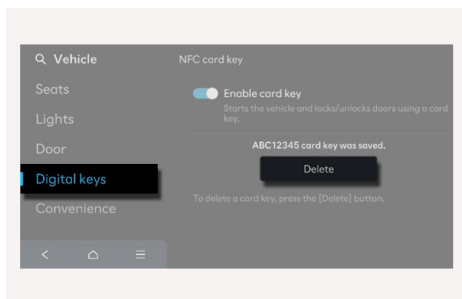 Vehicle
NFC card key
Seats
Lights
Door
Digital keys
Convenience
Enable card key
Starts the vehicle and locks/unlocks doors using a card
key.
ABC12345 card key was saved.
Delete
To delete a card key, press the [Delete] button.